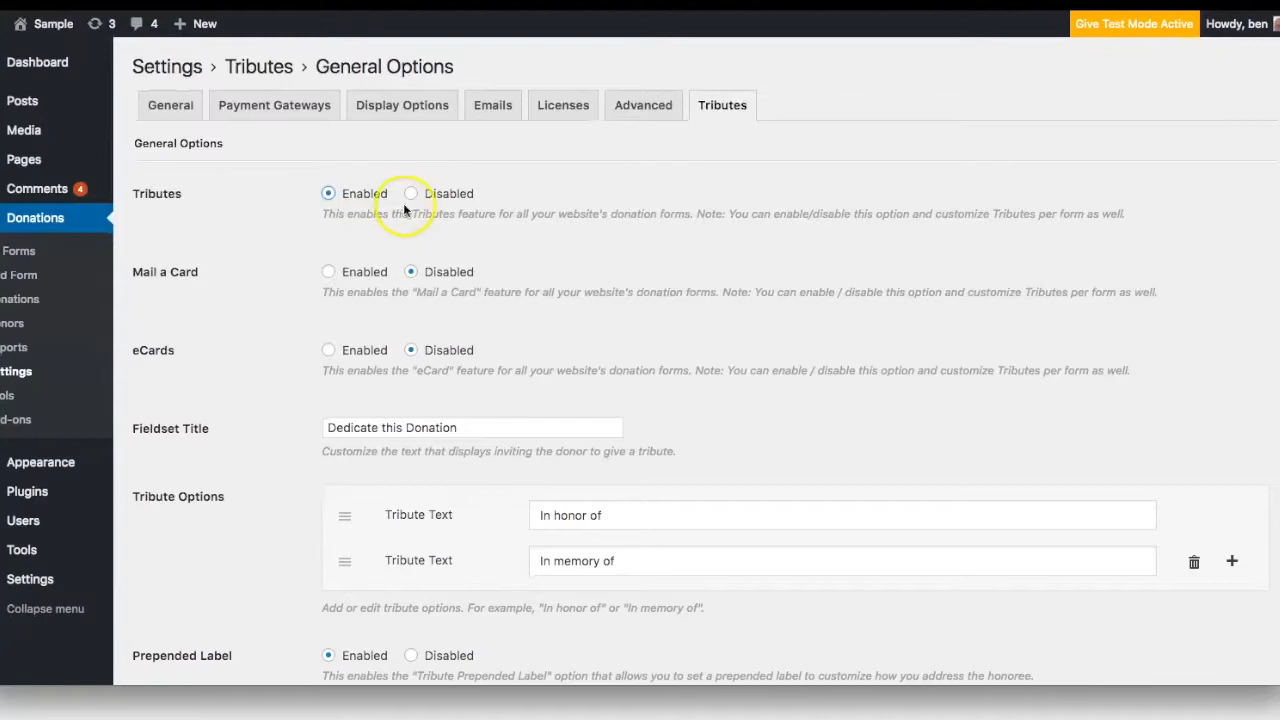 Sample 3 4 New Give Test Mode Active Howdy, ben
Dashboard
Posts
Media
Pages
Comments 4
Donations
Forms
d Form
nations
nors
ports
ttings
ols
d-ons
Appearance
Plugins
Users
Tools
Settings
Collapse menu
Settings › Tributes › General Options
General Payment Gateways Display Options Emails Licenses Advanced Tributes
General Options
Tributes Enabled Disabled
This enables the Tributes feature for all your website's donation forms. Note: You can enable/disable this option and customize Tributes per form as well.
Mail a Card Enabled Disabled
This enables the "Mail a Card" feature for all your website's donation forms. Note: You can enable / disable this option and customize Tributes per form as well.
eCards Enabled Disabled
This enables the "eCard" feature for all your website's donation forms. Note: You can enable / disable this option and customize Tributes per form as well.
Fieldset Title Dedicate this Donation
Customize the text that displays inviting the donor to give a tribute.
Tribute Options
Tribute Text In honor of
Tribute Text In memory of
Add or edit tribute options. For example, "In honor of" or "In memory of".
Prepended Label Enabled Disabled
This enables the "Tribute Prepended Label" option that allows you to set a prepended label to customize how you address the honoree.